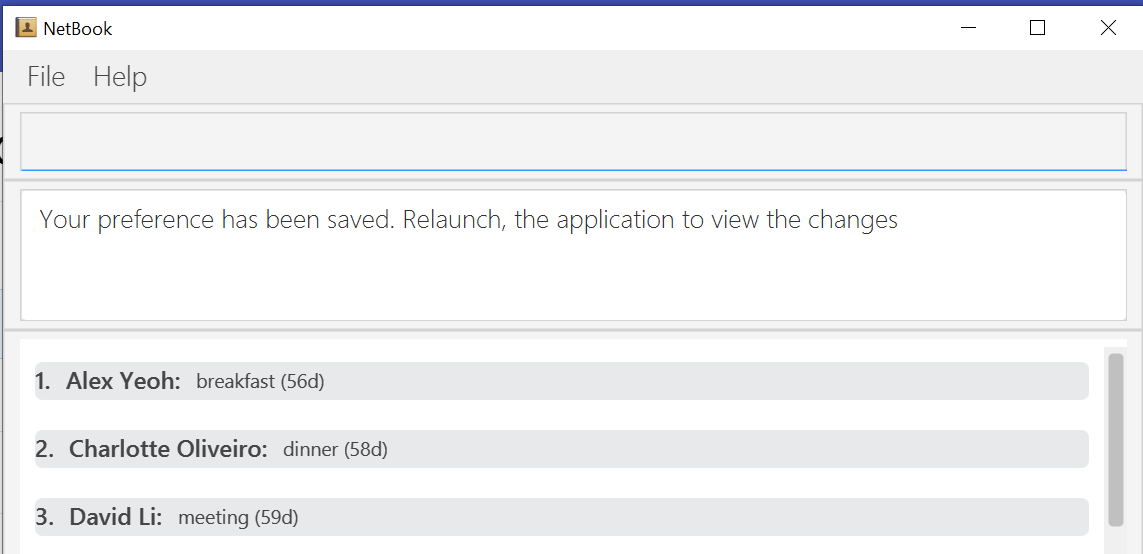 NetBook
File Help
Your preference has been saved. Relaunch, the application to view the changes
1. Alex Yeoh: breakfast (56d)
2. Charlotte Oliveiro: dinner (58d)
3. David Li: meeting (59d)